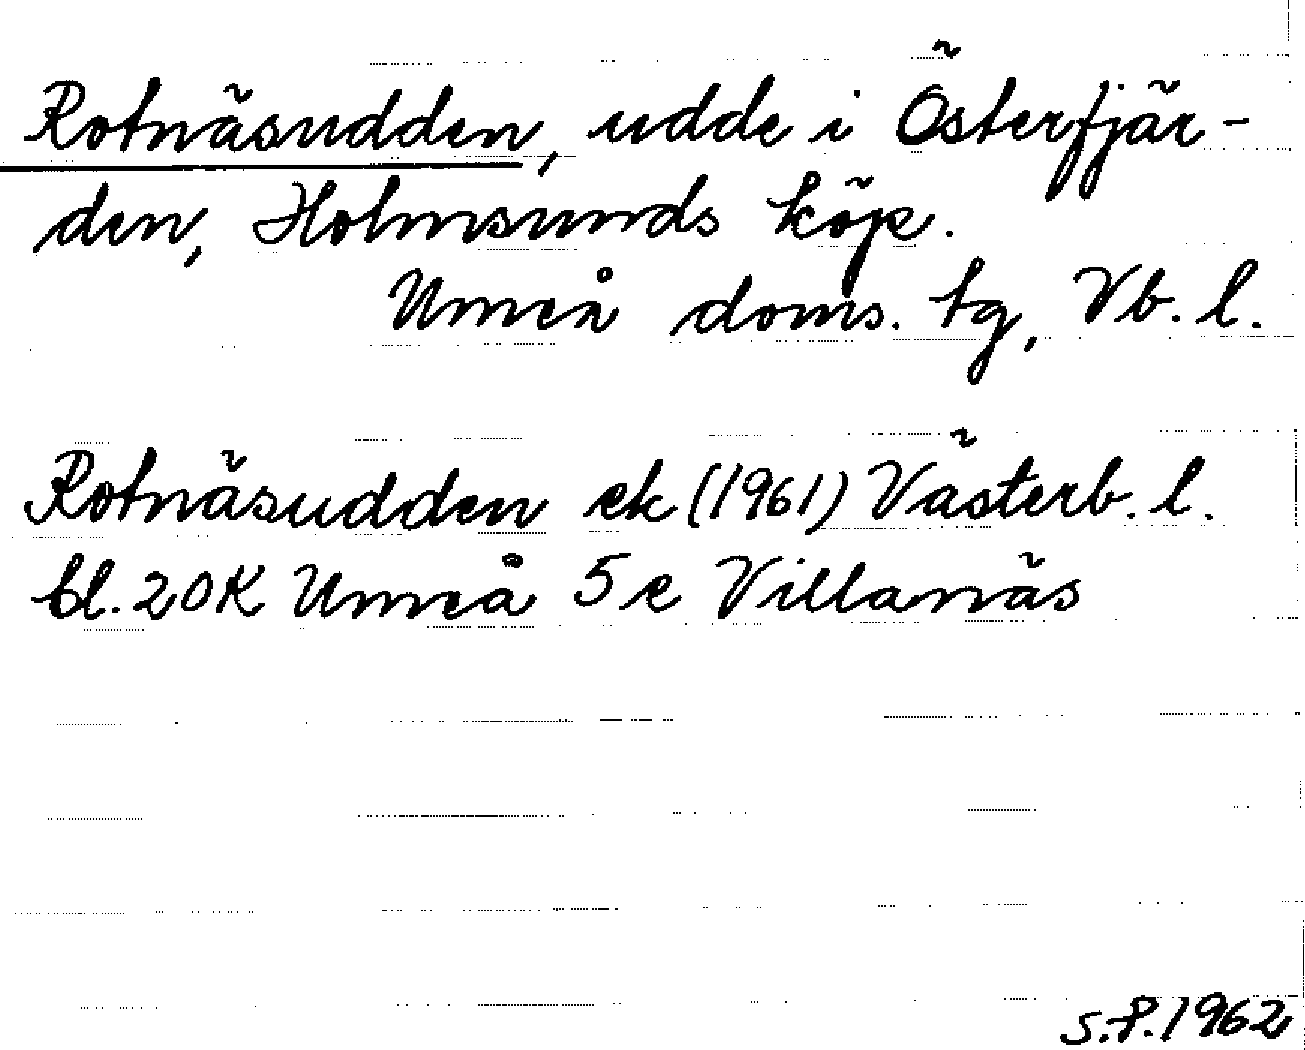 Rotnäsudden, udde i Österfjär-
den, Holmsunds köp.
Umeå doms. tg, Vb. l.
Rotnäsudden ek (1961) Västerb. l.
bl. 20K Umeå 5e Villanäs
S.P. 1962